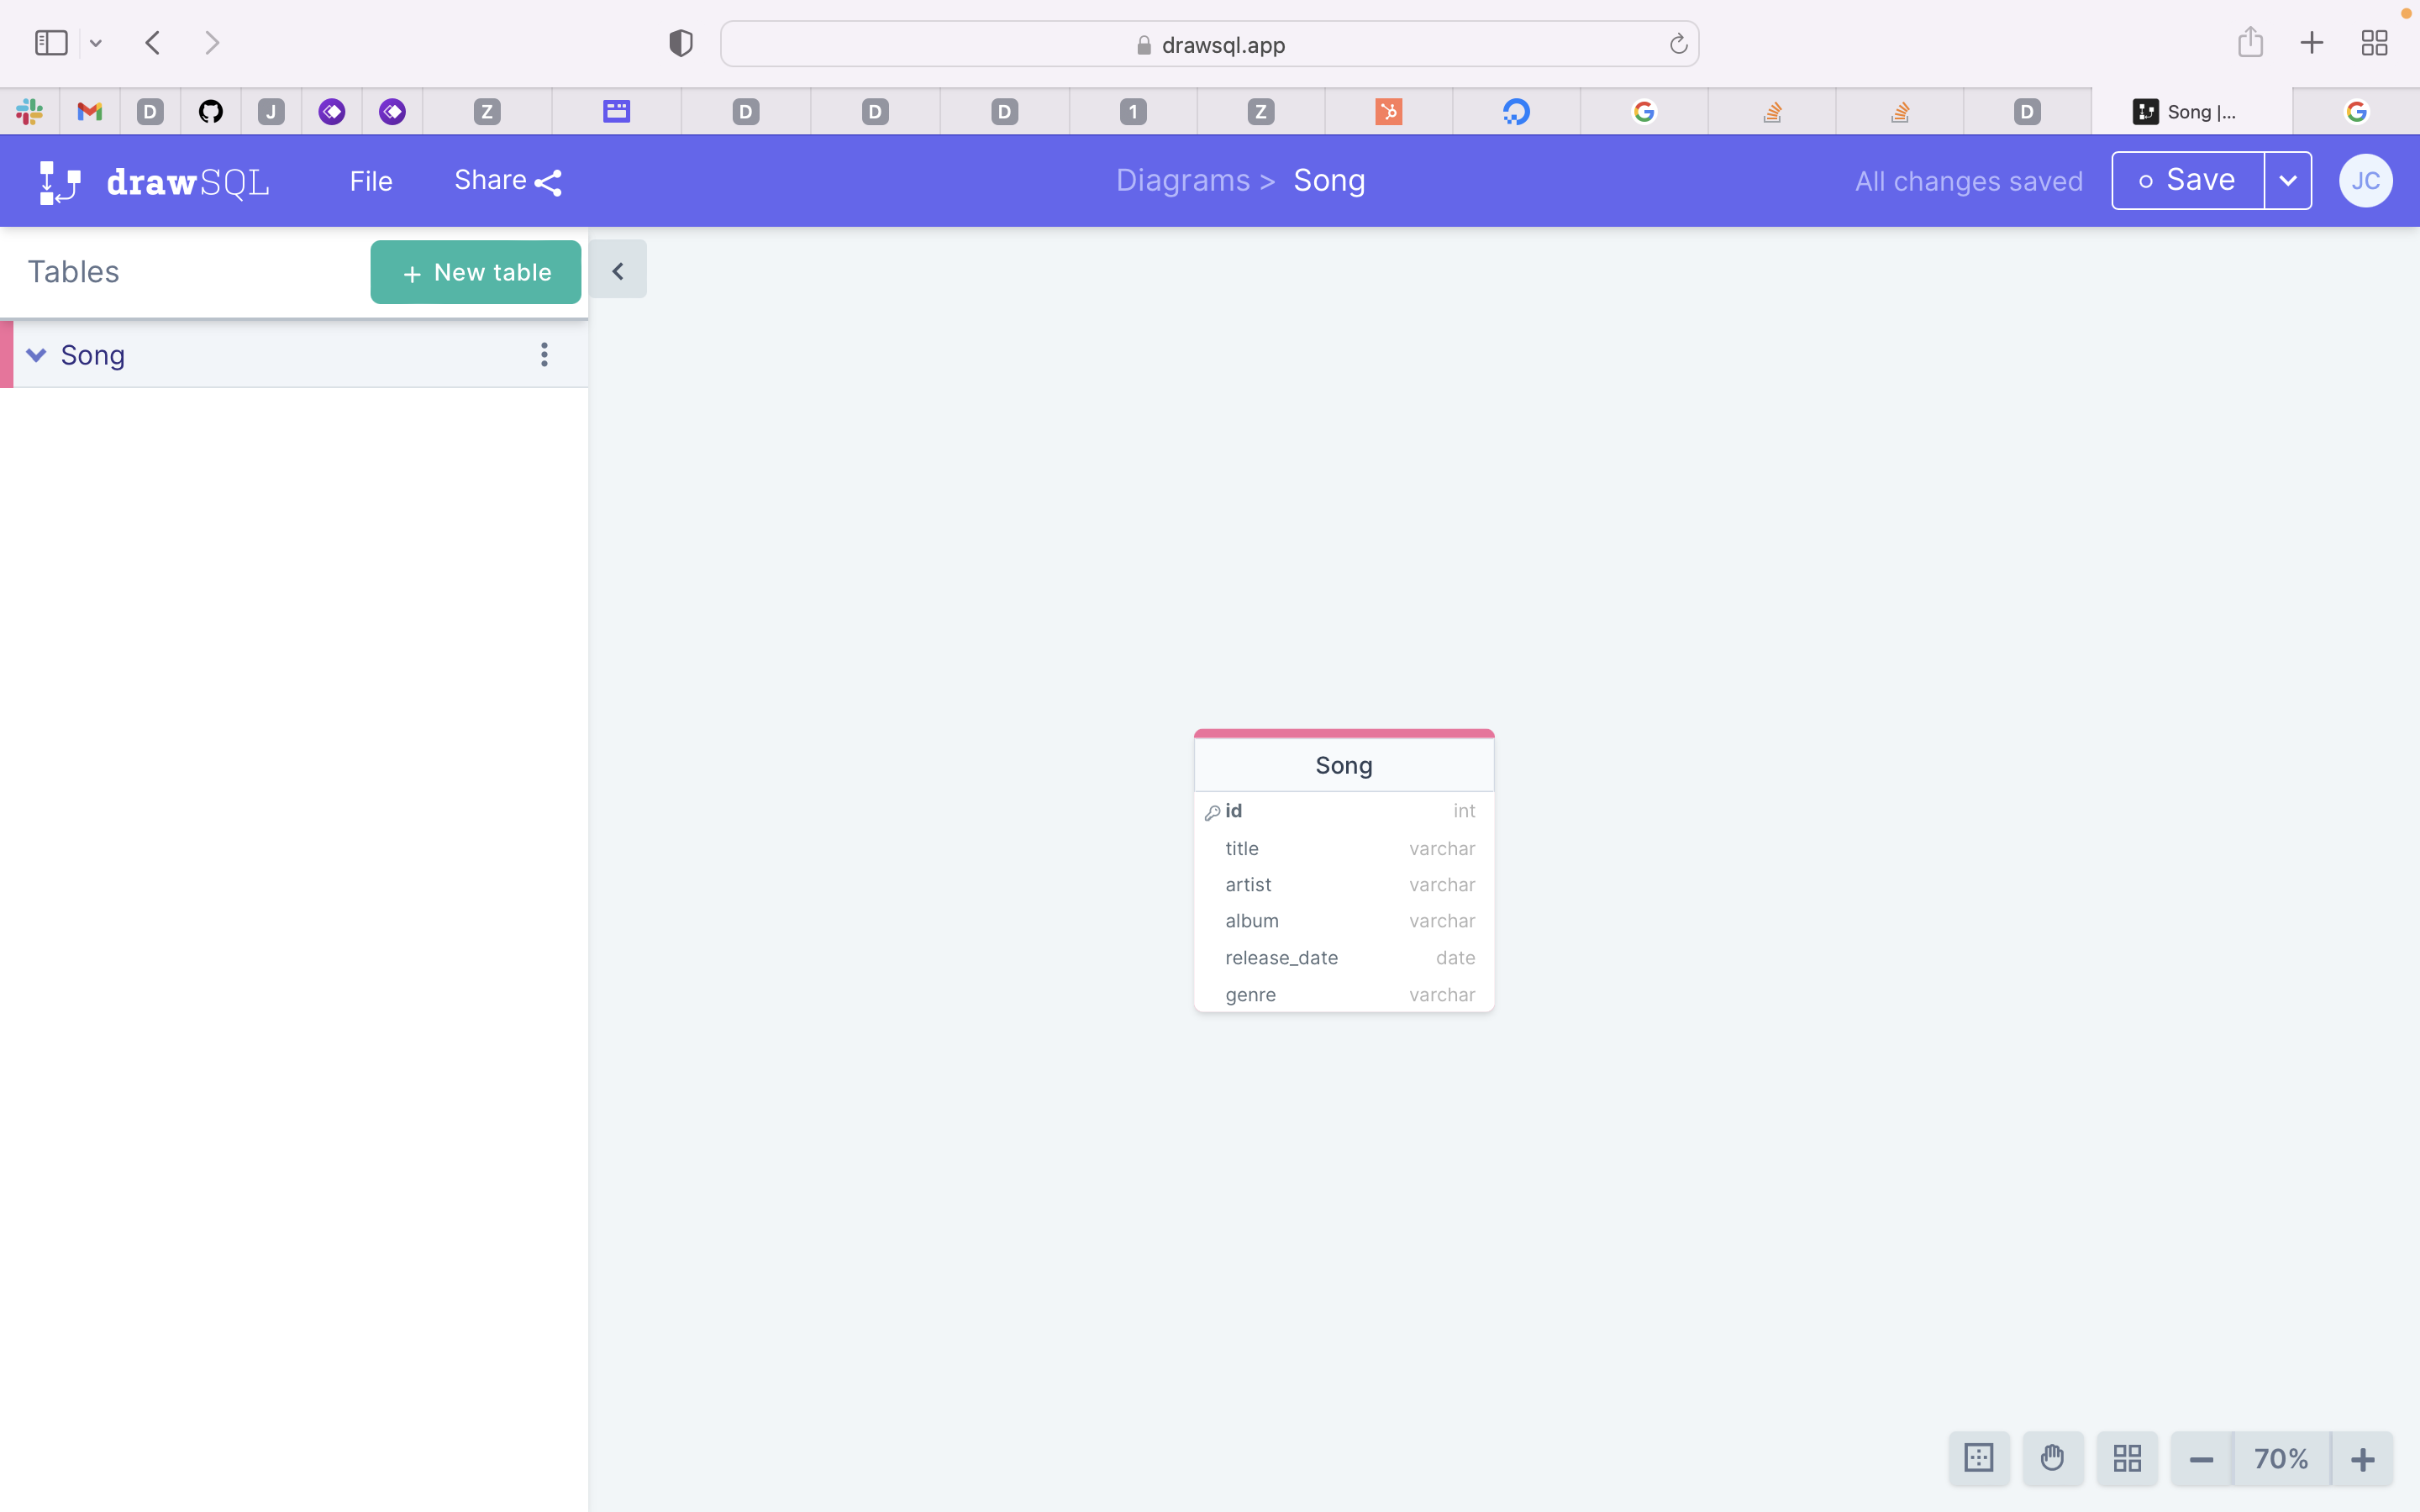 drawsql.app
D
J
Z
D
D
D
1
Z
D
Song |...
drawSQL
File
Share
Diagrams > Song
All changes saved
Save
JC
Tables
+ New table
Song
Song
id int
title varchar
artist varchar
album varchar
release_date date
genre varchar
70%